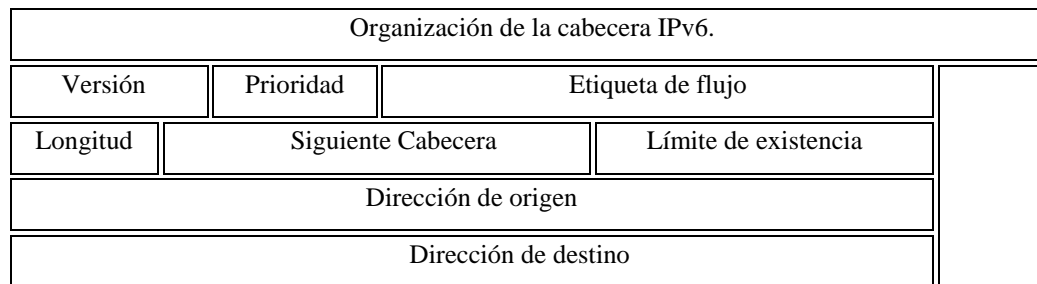 Organización de la cabecera IPv6.
Versión Prioridad Etiqueta de flujo
Longitud Siguiente Cabecera Límite de existencia
Dirección de origen
Dirección de destino